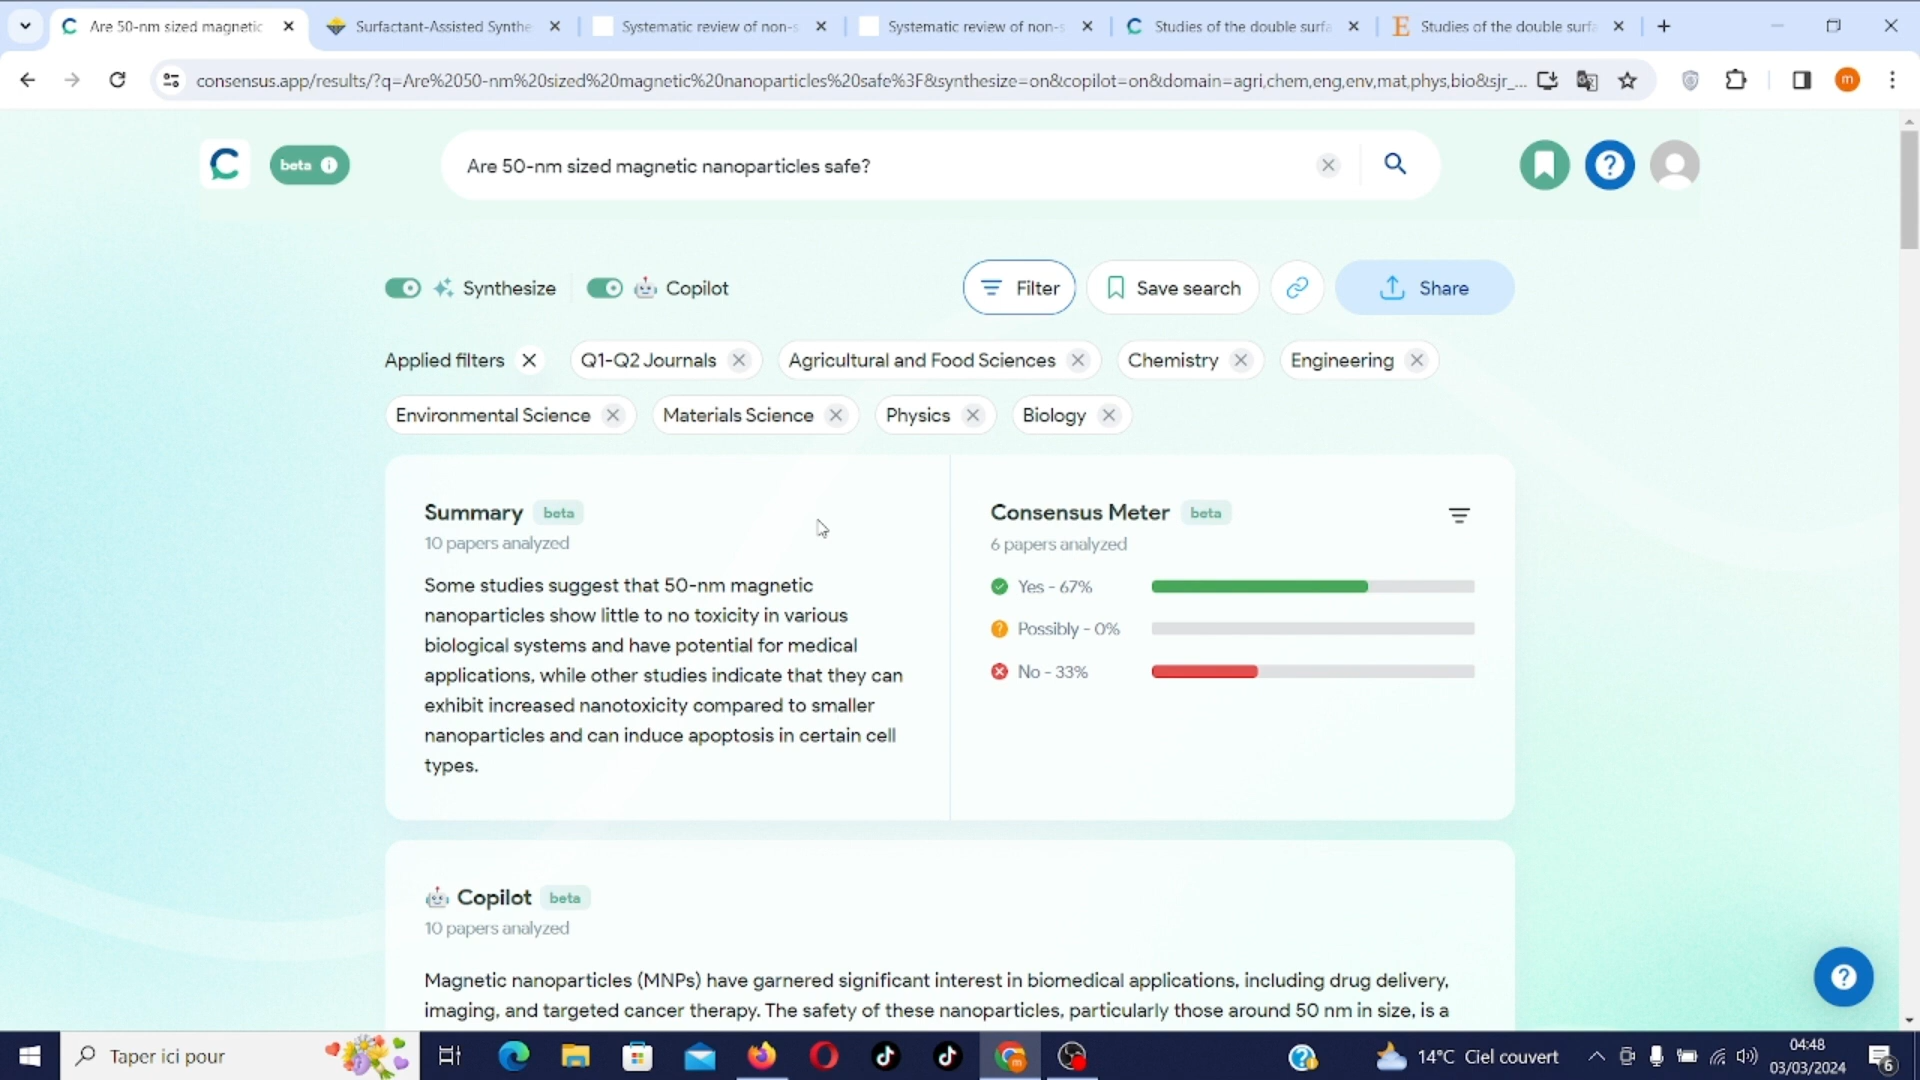 Are 50-nm sized magnetic
Surfactant-Assisted Synthe
Systematic review of non-s
Systematic review of non-s
Studies of the double surfa
Studies of the double surfa
consensus.app/results/?q=Are%2050-nm%20sized%20magnetic%20nanoparticles%20safe%3F&synthesize=on&copilot=on&domain=agri,chem,eng,env,mat,phys,bio&sjr_...
m
beta
Are 50-nm sized magnetic nanoparticles safe?
Synthesize
Copilot
Filter
Save search
Share
Applied filters
Q1-Q2 Journals
Agricultural and Food Sciences
Chemistry
Engineering
Environmental Science
Materials Science
Physics
Biology
Summary beta
10 papers analyzed
Some studies suggest that 50-nm magnetic
nanoparticles show little to no toxicity in various
biological systems and have potential for medical
applications, while other studies indicate that they can
exhibit increased nanotoxicity compared to smaller
nanoparticles and can induce apoptosis in certain cell
types.
Consensus Meter beta
6 papers analyzed
Yes - 67%
Possibly - 0%
No - 33%
Copilot beta
10 papers analyzed
Magnetic nanoparticles (MNPs) have garnered significant interest in biomedical applications, including drug delivery,
imaging, and targeted cancer therapy. The safety of these nanoparticles, particularly those around 50 nm in size, is a
Taper ici pour
14°C Ciel couvert
04:48
03/03/2024
6